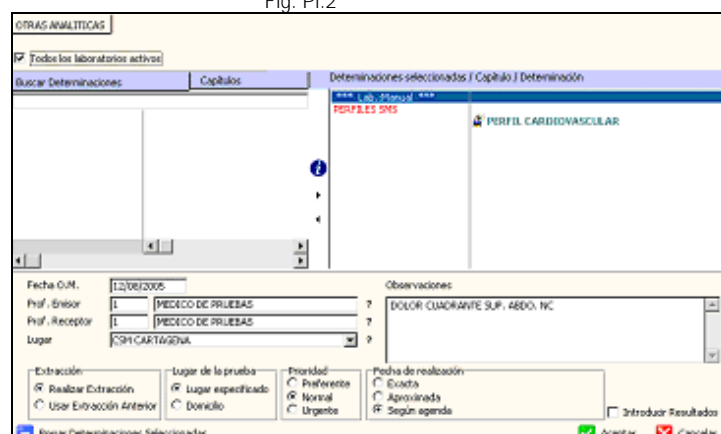 Fig. PI.2
OTRAS ANALITICAS
Todos los laboratorios activos
Buscar Determinaciones Capítulos Determinaciones seleccionadas / Capítulo / Determinación
*** Lab.-Manual ***
PERFILES SMS
PERFIL CARDIOVASCULAR
Fecha O.M. 12/08/2005 Observaciones
Prof. Emisor 1 MEDICO DE PRUEBAS ? DOLOR CUADRANTE SUP. ABDO. NC
Prof. Receptor 1 MEDICO DE PRUEBAS ?
Lugar CSM CARTAGENA ?
Extracción Lugar de la prueba Prioridad Fecha de realización
Realizar Extracción Lugar especificado Preferente Exacta
Usar Extracción Anterior Domicilio Normal Aproximada
Urgente Según agenda Introducir Resultados
Borrar Determinaciones Seleccionadas Aceptar Cancelar